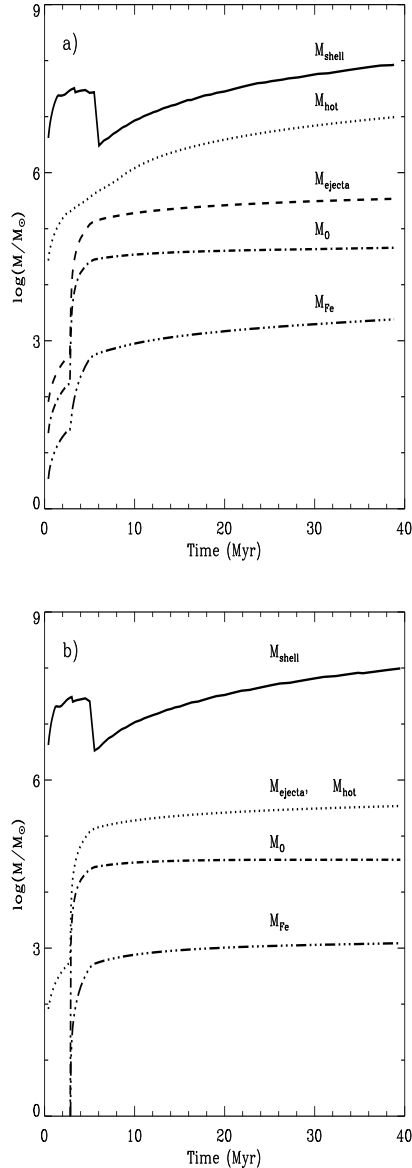 9
a)
M_shell
M_hot
6
M_ejecta
log(M/M_⊙)
M_O
3
M_Fe
0
0 10 20 30 40
Time (Myr)
9
b)
M_shell
6
M_ejecta, M_hot
log(M/M_⊙)
M_O
3
M_Fe
0
0 10 20 30 40
Time (Myr)